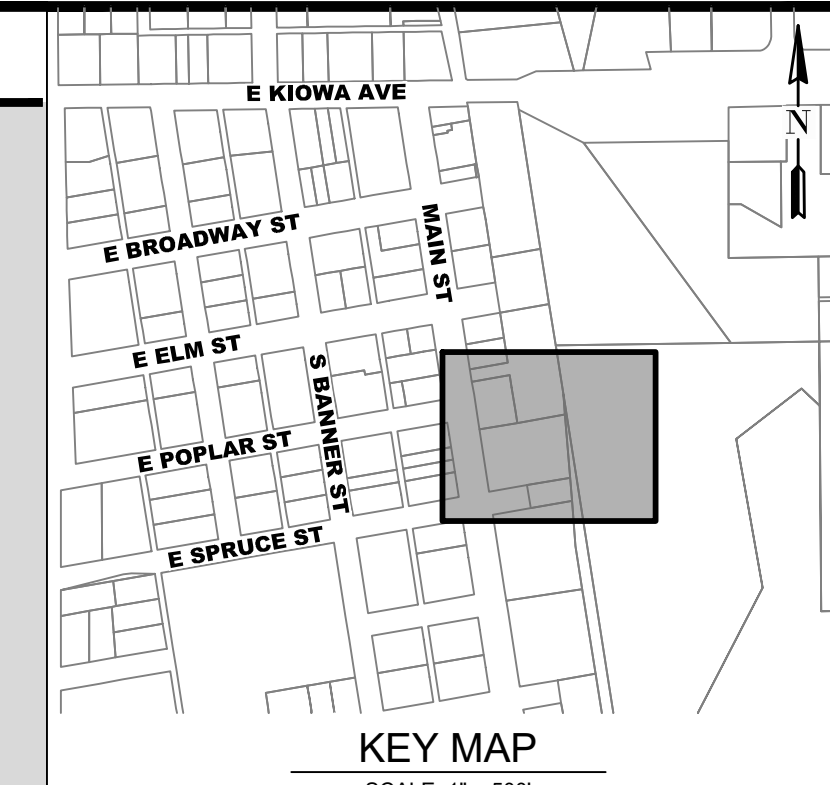 E KIOWA AVE
N
MAIN ST
E BROADWAY ST
E ELM ST
S BANNER ST
E POPLAR ST
E SPRUCE ST
KEY MAP